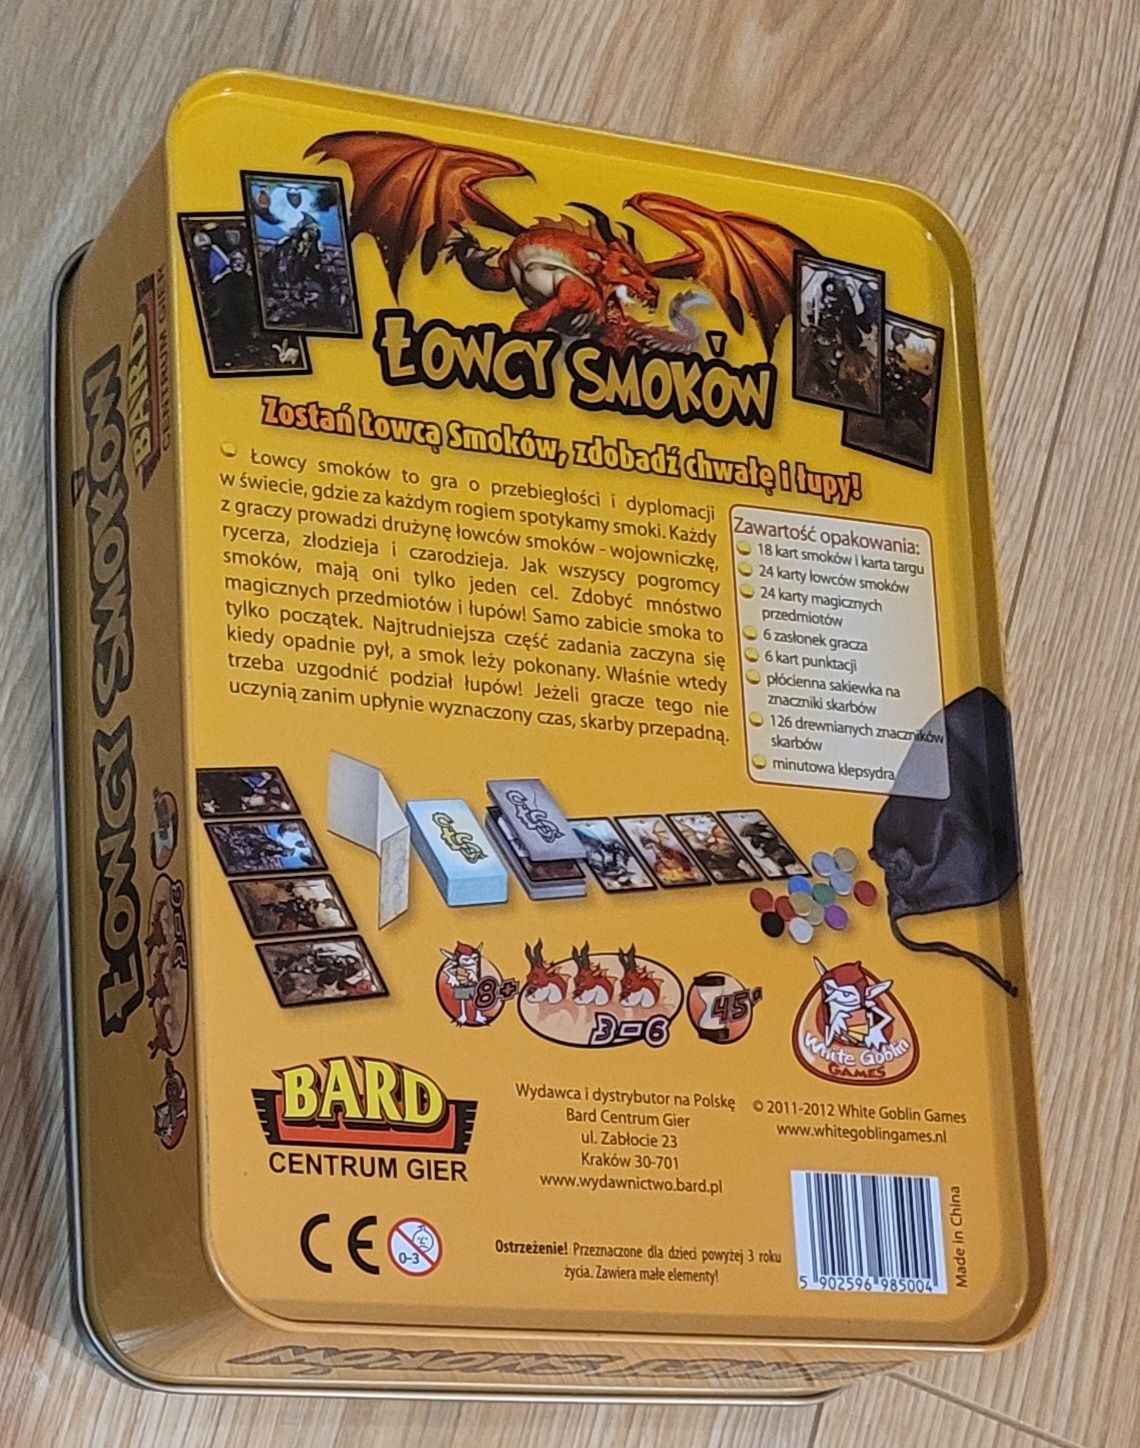 ŁOWCY SMOKÓW
Zostań Łowcą Smoków, zdobądź chwałę i łupy!
Łowcy smoków to gra o przebiegłości i dyplomacji
w świecie, gdzie za każdym rogiem spotykamy smoki. Każdy
z graczy prowadzi drużynę łowców smoków - wojowniczkę,
rycerza, złodzieja i czarodzieja. Jak wszyscy pogromcy
smoków, mają oni tylko jeden cel. Zdobyć mnóstwo
magicznych przedmiotów i łupów! Samo zabicie smoka to
tylko początek. Najtrudniejsza część zadania zaczyna się
kiedy opadnie pył, a smok leży pokonany. Właśnie wtedy
trzeba uzgodnić podział łupów! Jeżeli gracze tego nie
uczynią zanim upłynie wyznaczony czas, skarby przepadną.
Zawartość opakowania:
18 kart smoków i karta targu
24 karty łowców smoków
24 karty magicznych
przedmiotów
6 zasłonek gracza
6 kart punktacji
płócienna sakiewka na
znaczniki skarbów
126 drewnianych znaczników
skarbów
minutowa klepsydra
8+
3-6
45"
White Goblin
GAMES
BARD
CENTRUM GIER
Wydawca i dystrybutor na Polskę
Bard Centrum Gier
ul. Zabłocie 23
Kraków 30-701
www.wydawnictwo.bard.pl
© 2011-2012 White Goblin Games
www.whitegoblingames.nl
CE
0-3
Ostrzeżenie! Przeznaczone dla dzieci powyżej 3 roku
życia. Zawiera małe elementy!
5 902596 985004
Made in China
ŁOWCY SMOKÓW
BARD
CENTRUM GIER
45"
3-6
8+
ŁOWCY SMOKÓW